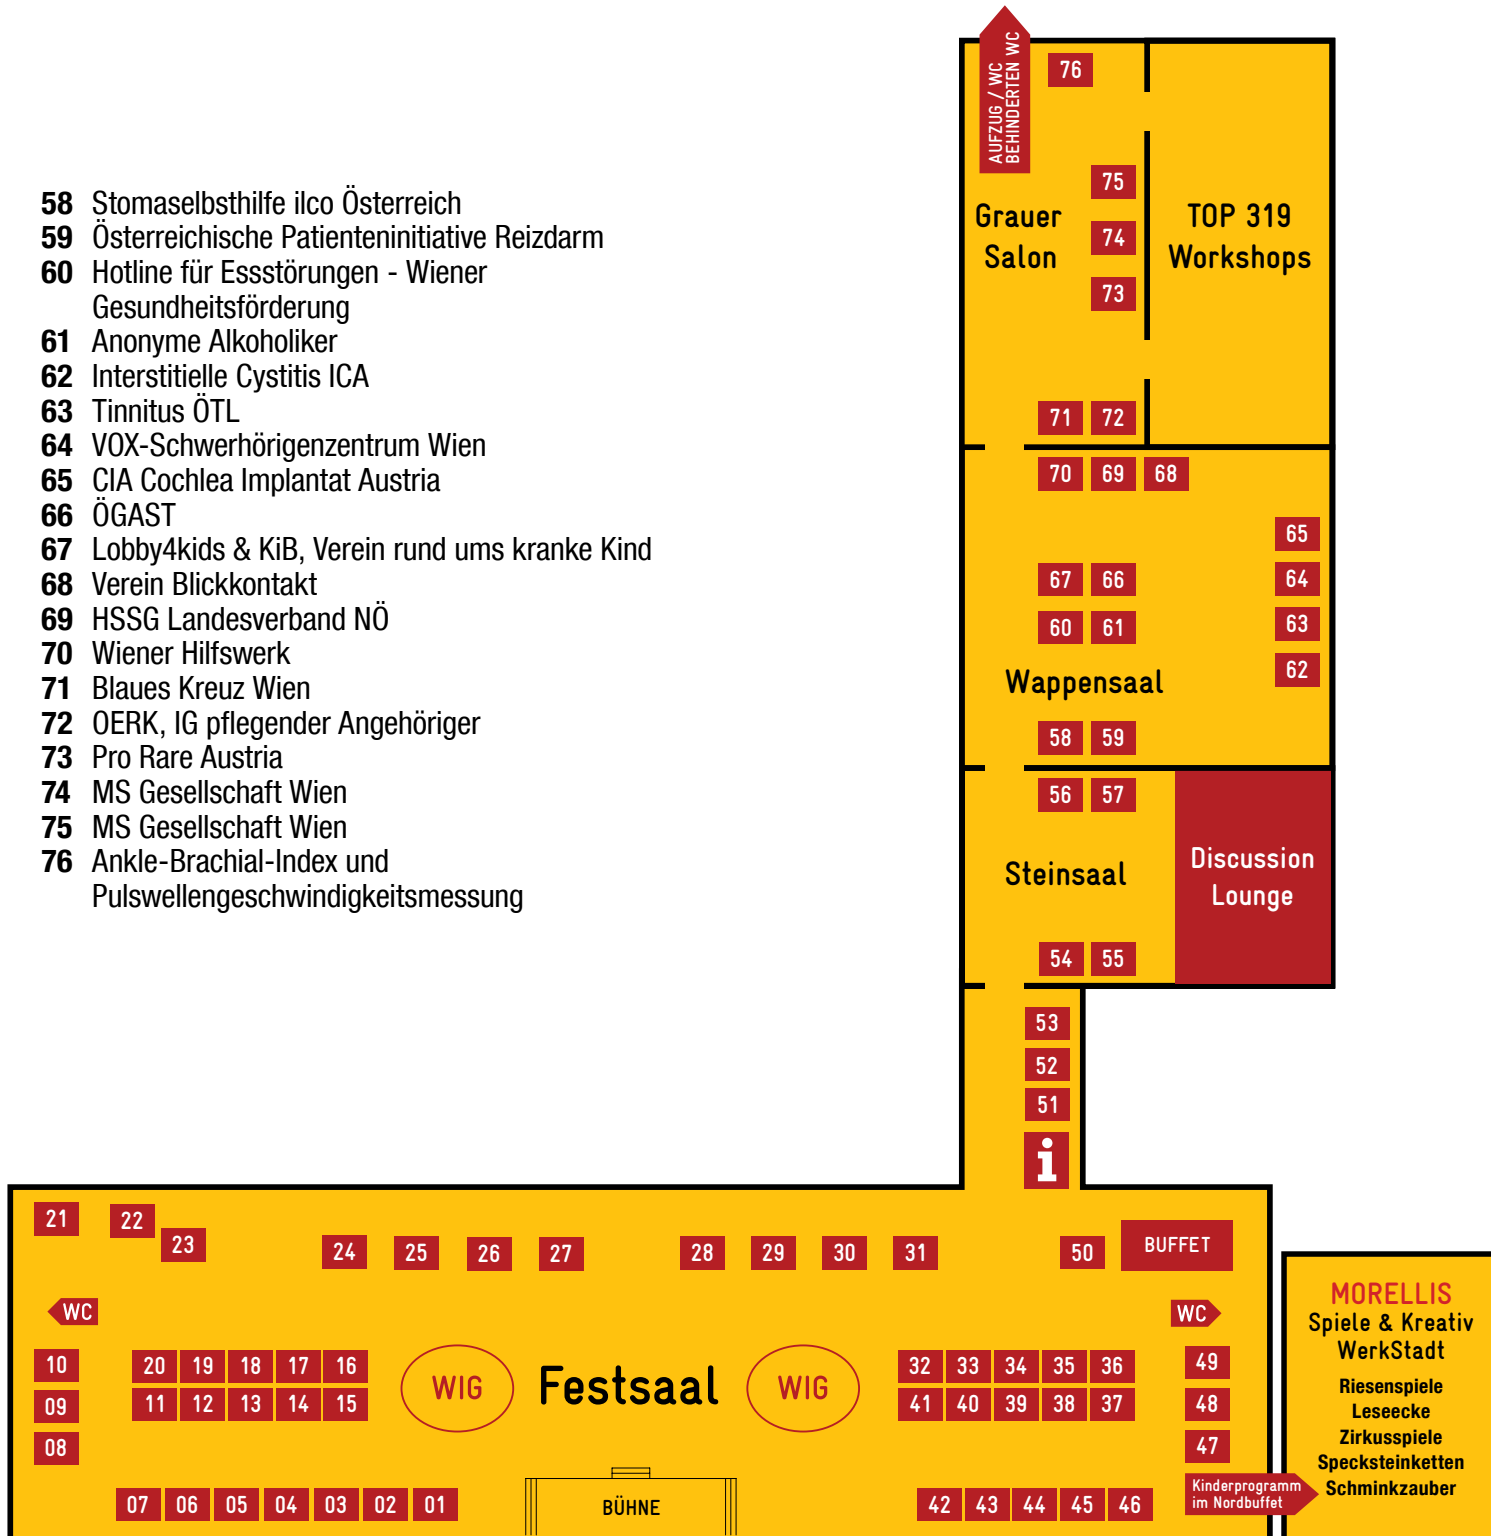 58 Stomaselbsthilfe ilco Österreich
59 Österreichische Patienteninitiative Reizdarm
60 Hotline für Essstörungen - Wiener
Gesundheitsförderung
61 Anonyme Alkoholiker
62 Interstitielle Cystitis ICA
63 Tinnitus ÖTL
64 VOX-Schwerhörigenzentrum Wien
65 CIA Cochlea Implantat Austria
66 ÖGAST
67 Lobby4kids & KiB, Verein rund ums kranke Kind
68 Verein Blickkontakt
69 HSSG Landesverband NÖ
70 Wiener Hilfswerk
71 Blaues Kreuz Wien
72 OERK, IG pflegender Angehöriger
73 Pro Rare Austria
74 MS Gesellschaft Wien
75 MS Gesellschaft Wien
76 Ankle-Brachial-Index und
Pulswellengeschwindigkeitsmessung
AUFZUG / WC
BEHINDERTEN WC
76
75
74
73
Grauer
Salon
TOP 319
Workshops
71 72
70 69 68
65
64
63
62
67 66
60 61
Wappensaal
58 59
56 57
Steinsaal
Discussion
Lounge
54 55
53
52
51
i
21 22 23 24 25 26 27 28 29 30 31 50 BUFFET
WC
WC
10
09
08
20 19 18 17 16
11 12 13 14 15
WIG
Festsaal
WIG
32 33 34 35 36
41 40 39 38 37
49
48
47
07 06 05 04 03 02 01
BÜHNE
42 43 44 45 46
Kinderprogramm
im Nordbuffet
MORELLIS
Spiele & Kreativ
WerkStadt
Riesenspiele
Leseecke
Zirkusspiele
Specksteinketten
Schminkzauber